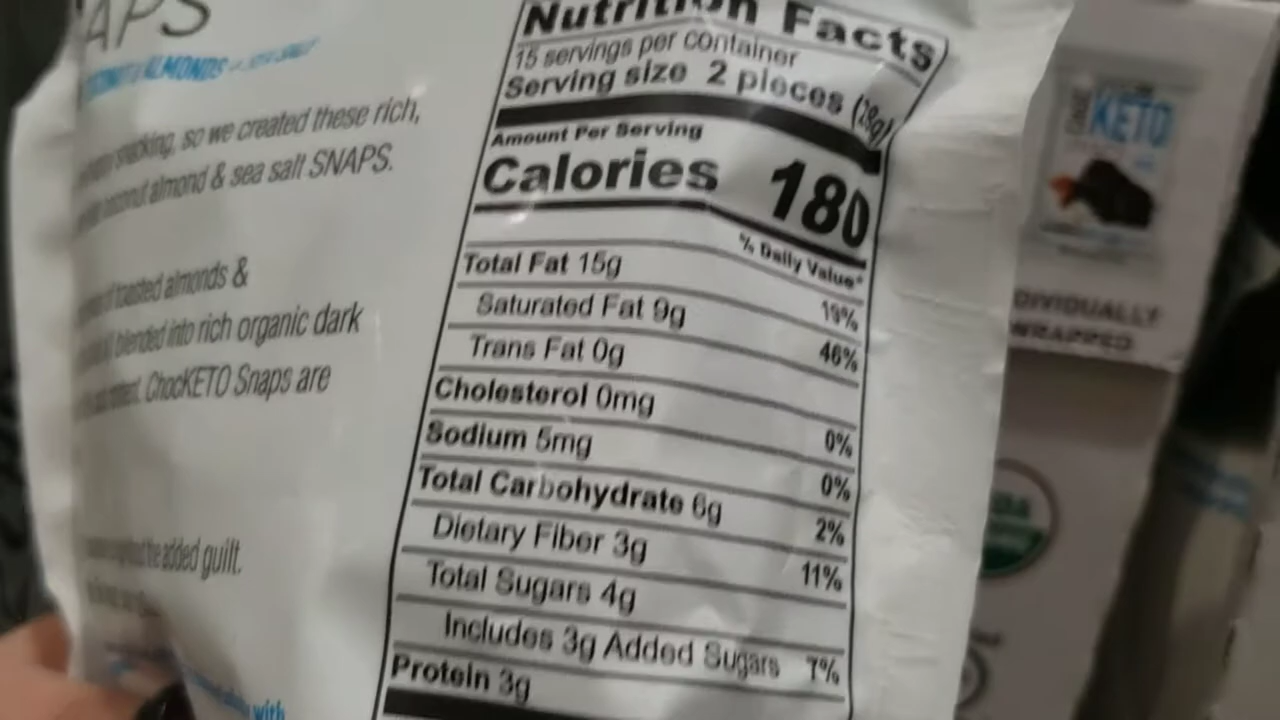 APS
ALMONDS
snacking, so we created these rich,
coconut almond & sea salt SNAPS.
of toasted almonds &
blended into rich organic dark
ChocKETO Snaps are
the added guilt.
with
Nutrition Facts
15 servings per container
Serving size 2 pieces (28g)
Amount Per Serving
Calories 180
% Daily Value*
Total Fat 15g 19%
Saturated Fat 9g 46%
Trans Fat 0g
Cholesterol 0mg 0%
Sodium 5mg 0%
Total Carbohydrate 6g 2%
Dietary Fiber 3g 11%
Total Sugars 4g
Includes 3g Added Sugars 7%
Protein 3g
KETO
DIVIDUALLY
WRAPPED